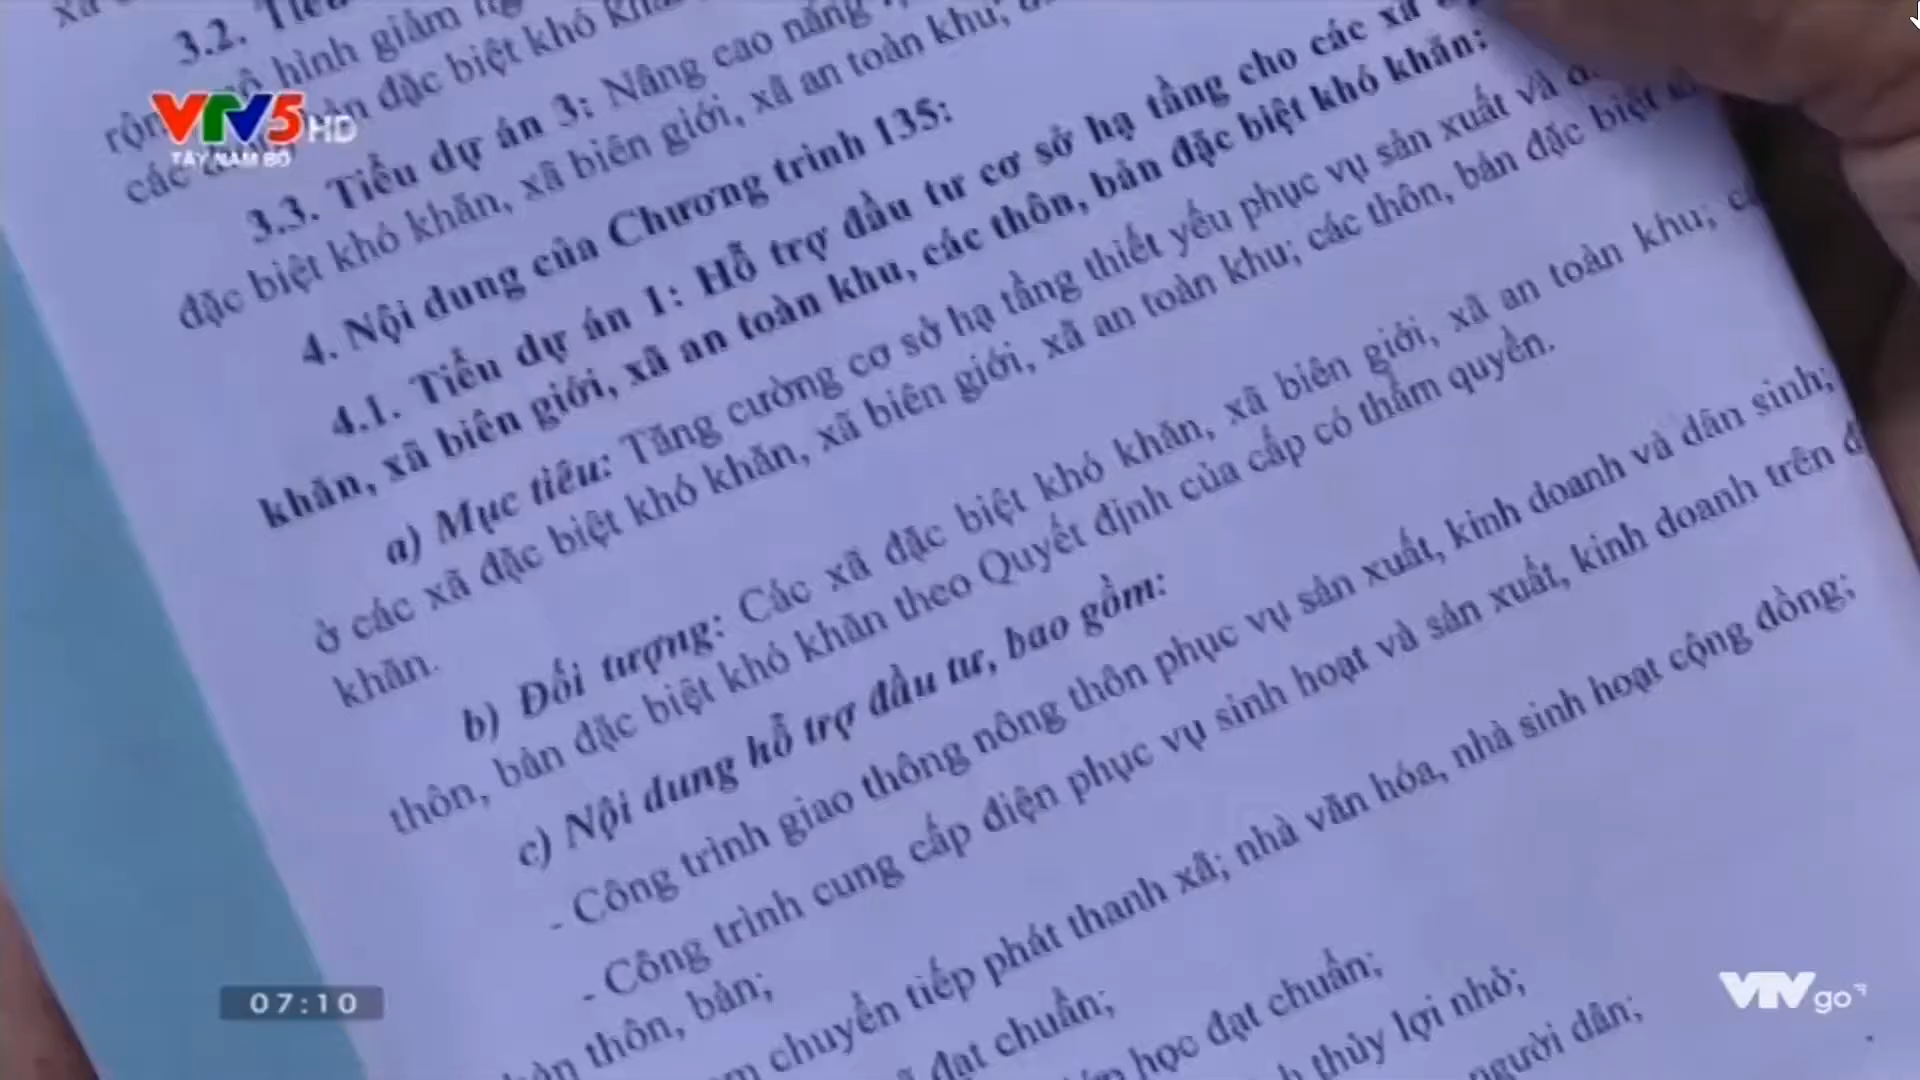 3.2.
hình giảm
các đặc biệt khó
3.3. Tiểu dự án 3: Nâng cao năng
đặc biệt khó khăn, xã biên giới, xã an toàn khu,
4. Nội dung của Chương trình 135:
4.1. Tiểu dự án 1: Hỗ trợ đầu tư cơ sở hạ tầng cho các xã
khăn, xã biên giới, xã an toàn khu, các thôn, bản đặc biệt khó khăn:
a) Mục tiêu: Tăng cường cơ sở hạ tầng thiết yếu phục vụ sản xuất và
ở các xã đặc biệt khó khăn, xã biên giới, xã an toàn khu; các thôn, bản đặc biệt
khăn.
b) Đối tượng: Các xã đặc biệt khó khăn, xã biên giới, xã an toàn khu;
thôn, bản đặc biệt khó khăn theo Quyết định của cấp có thẩm quyền.
c) Nội dung hỗ trợ đầu tư, bao gồm:
- Công trình giao thông nông thôn phục vụ sản xuất, kinh doanh và dân sinh;
- Công trình cung cấp điện phục vụ sinh hoạt và sản xuất, kinh doanh trên
thôn, bản;
chuyển tiếp phát thanh xã; nhà văn hóa, nhà sinh hoạt cộng đồng;
đạt chuẩn;
học đạt chuẩn;
thủy lợi nhỏ;
người dân;
VTV5 HD
TÂY NAM BỘ
07:10
VTV go